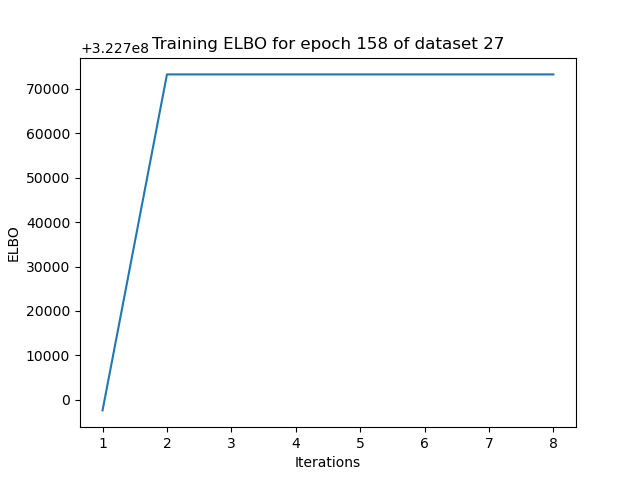 +3.227e8
Training ELBO for epoch 158 of dataset 27
70000
60000
50000
40000
30000
20000
10000
0
ELBO
1 2 3 4 5 6 7 8
Iterations